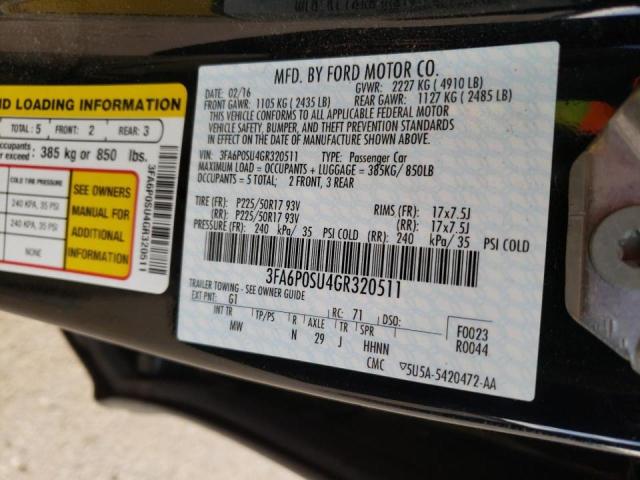 ND LOADING INFORMATION
TOTAL: 5 FRONT: 2 REAR: 3
ccupants
exceed: 385 kg or 850 lbs.
COLD TIRE PRESSURE
240 KPA, 35 PSI
240 KPA, 35 PSI
NONE
SEE OWNERS
MANUAL FOR
ADDITIONAL
INFORMATION
3FA6P0SU4GR320511
MFD. BY FORD MOTOR CO.
DATE: 02/16 GVWR: 2227 KG ( 4910 LB)
FRONT GAWR: 1105 KG ( 2435 LB) REAR GAWR: 1127 KG ( 2485 LB)
THIS VEHICLE CONFORMS TO ALL APPLICABLE FEDERAL MOTOR
VEHICLE SAFETY, BUMPER, AND THEFT PREVENTION STANDARDS
IN EFFECT ON THE DATE OF MANUFACTURE SHOWN ABOVE.
VIN: 3FA6P0SU4GR320511 TYPE: Passenger Car
MAXIMUM LOAD = OCCUPANTS + LUGGAGE = 385KG/ 850LB
OCCUPANTS : 5 TOTAL; 2 FRONT, 3 REAR
TIRE (FR): P225/50R17 93V RIMS (FR): 17x7.5J
(RR): P225/50R17 93V (RR): 17x7.5J
PRESSURE (FR): 240 kPa/ 35 PSI COLD (RR): 240 kPa/ 35 PSI COLD
3FA6P0SU4GR320511
TRAILER TOWING - SEE OWNER GUIDE
EXT PNT: G1 RC: 71 DSO:
INT TR TP/PS R AXLE TR SPR
MW N 29 J HHNN
F0023
R0044
CMC ▽5U5A-5420472-AA